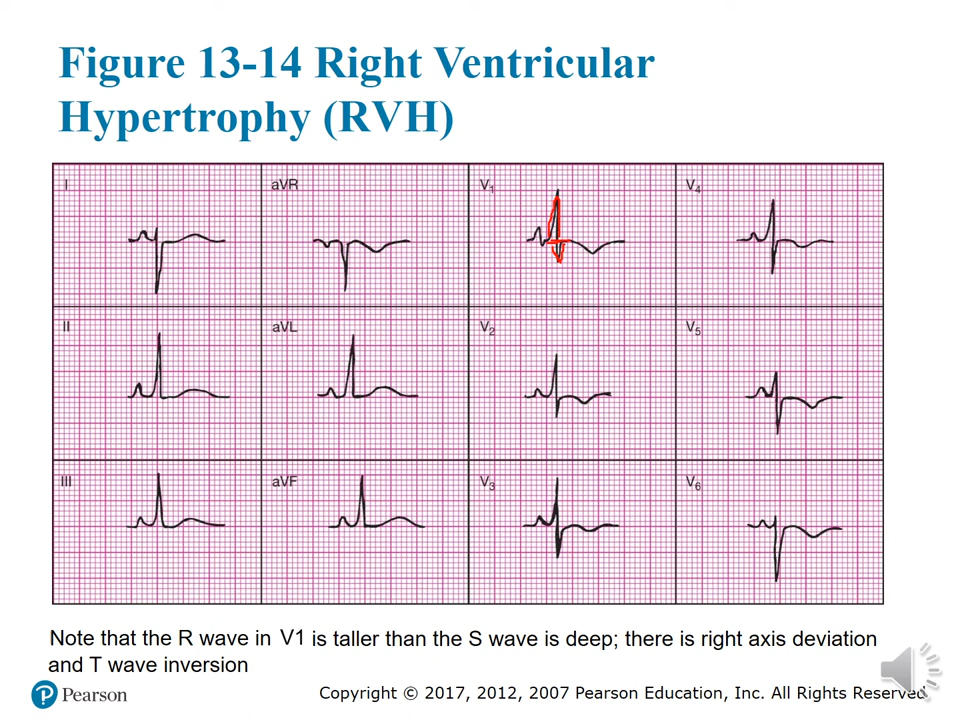 Figure 13-14 Right Ventricular
Hypertrophy (RVH)
I
aVR
V1
V4
II
aVL
V2
V5
III
aVF
V3
V6
Note that the R wave in V1 is taller than the S wave is deep; there is right axis deviation
and T wave inversion
Pearson
Copyright © 2017, 2012, 2007 Pearson Education, Inc. All Rights Reserved